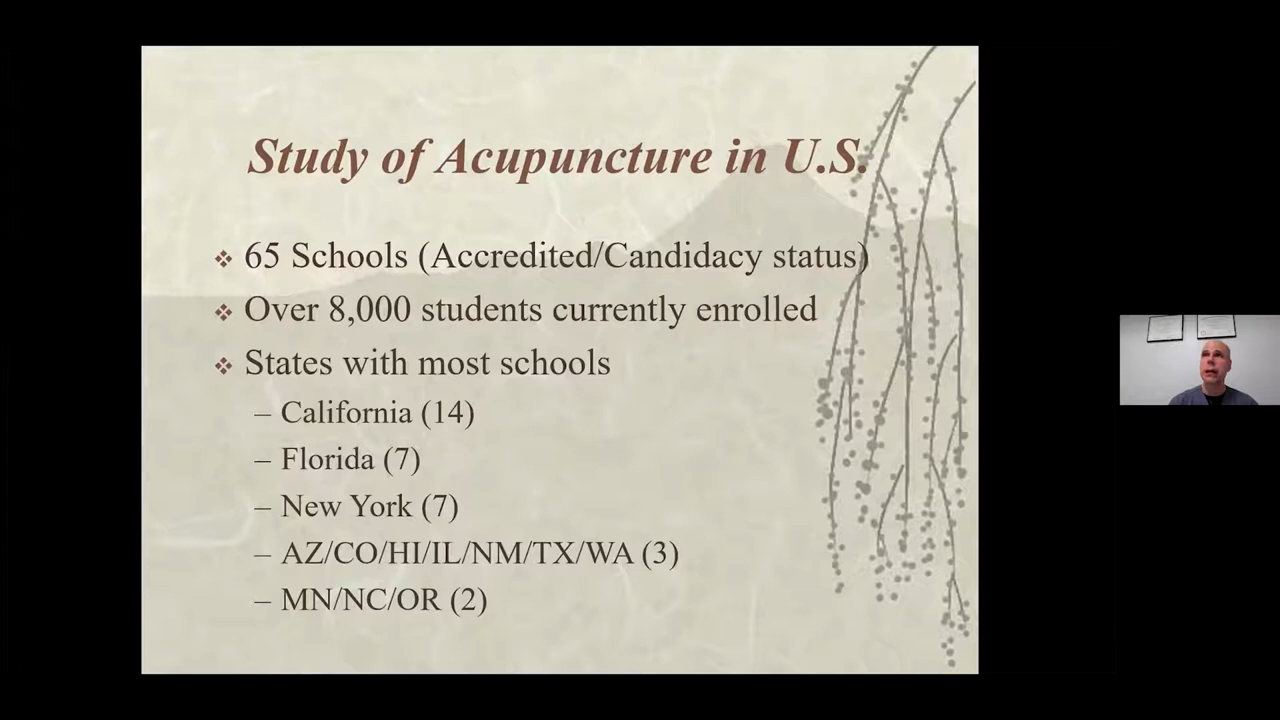 Study of Acupuncture in U.S.
65 Schools (Accredited/Candidacy status)
Over 8,000 students currently enrolled
States with most schools
– California (14)
– Florida (7)
– New York (7)
– AZ/CO/HI/IL/NM/TX/WA (3)
– MN/NC/OR (2)